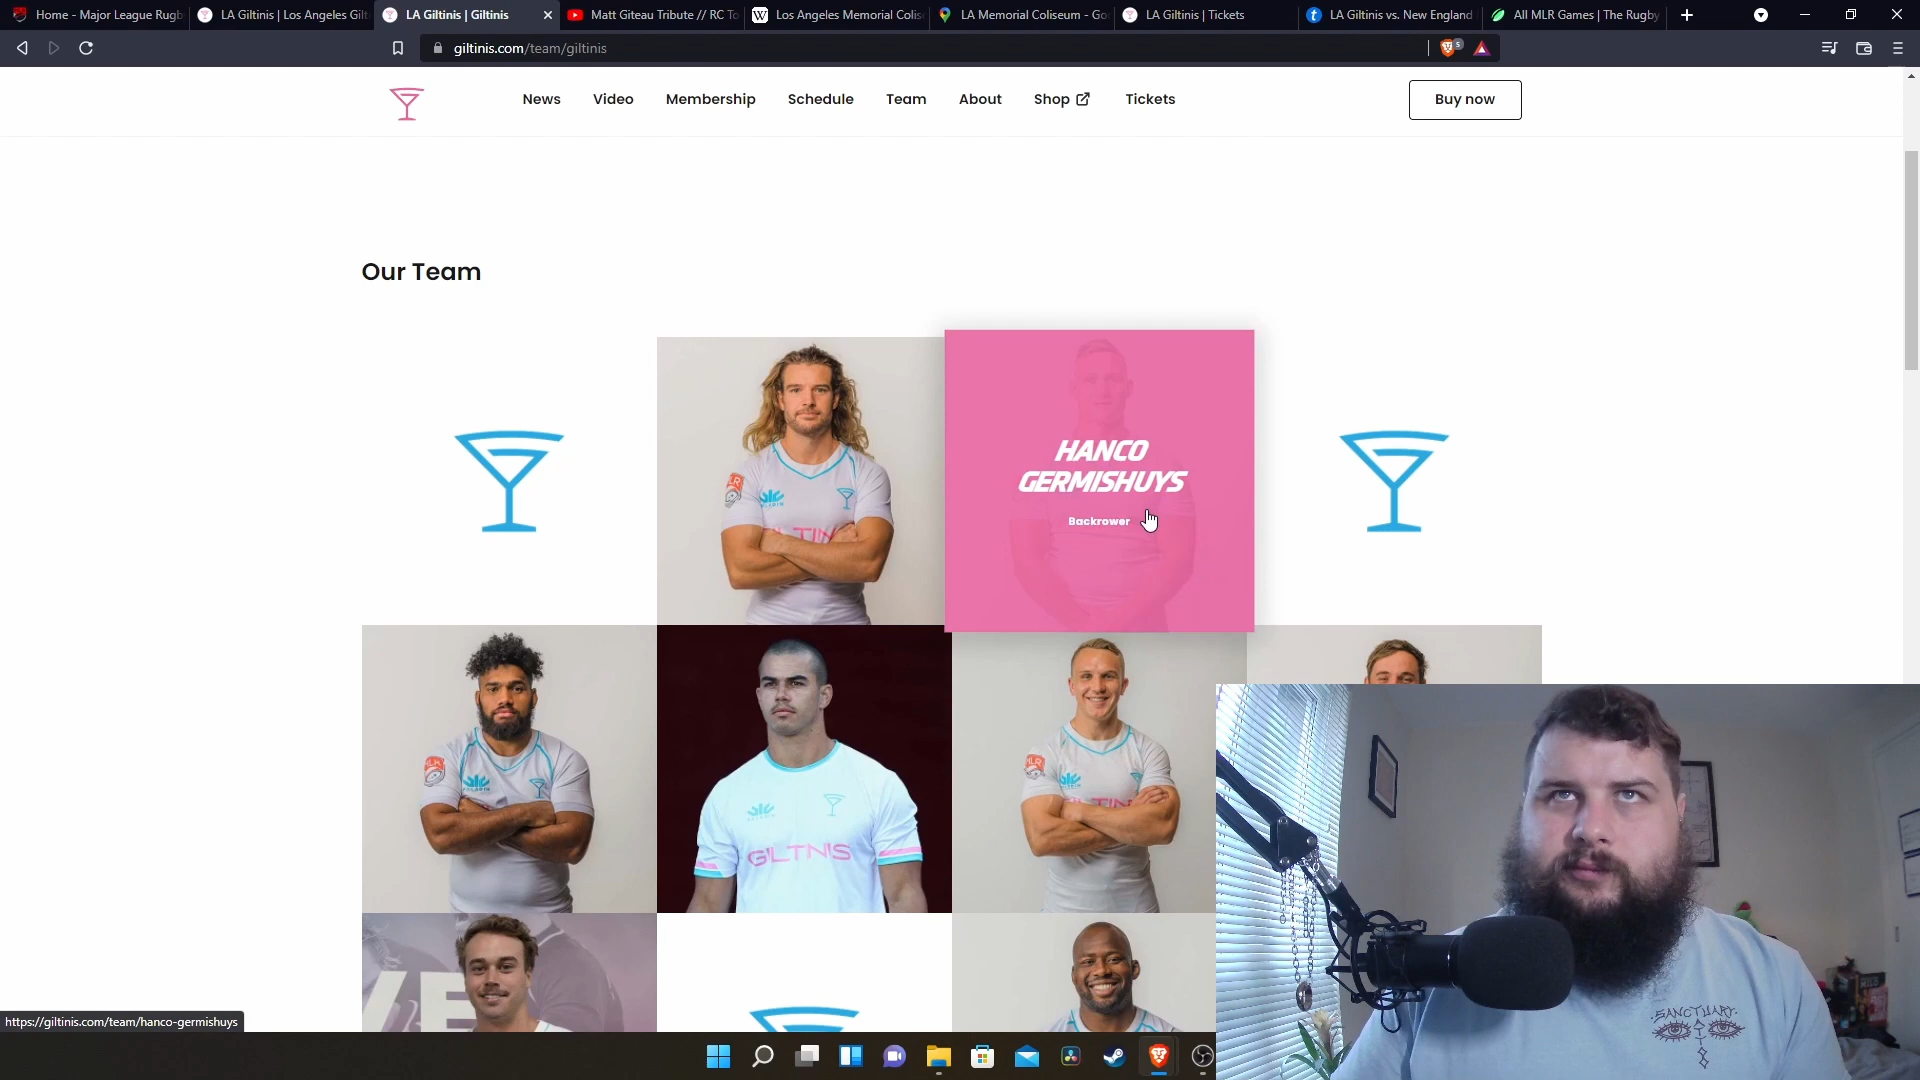 Home - Major League Rugb
LA Giltinis | Los Angeles Gilt
LA Giltinis | Giltinis
Matt Giteau Tribute // RC To
Los Angeles Memorial Colis
LA Memorial Coliseum - Go
LA Giltinis | Tickets
LA Giltinis vs. New England
All MLR Games | The Rugby
giltinis.com/team/giltinis
5
News
Video
Membership
Schedule
Team
About
Shop
Tickets
Buy now
Our Team
HANCO
GERMISHUYS
Backrower
GILTNIS
SANCTUARY
https://giltinis.com/team/hanco-germishuys